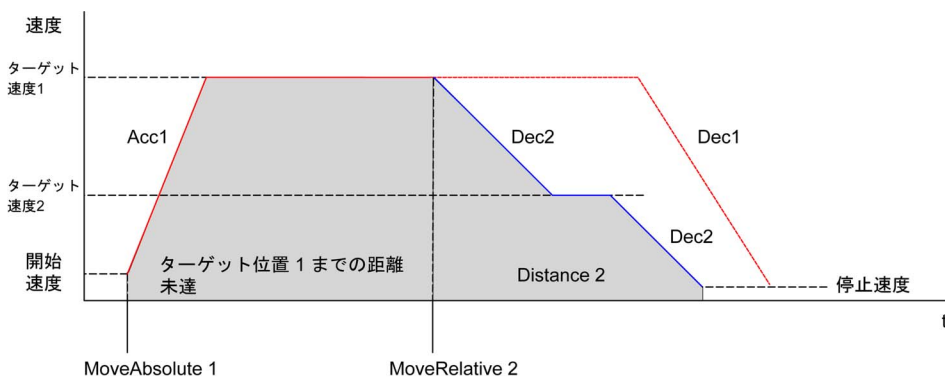 速度
ターゲット
速度1
Acc1
Dec2
Dec1
ターゲット
速度2
Dec2
開始
速度
ターゲット位置 1 までの距離
未達
Distance 2
停止速度
t
MoveAbsolute 1
MoveRelative 2